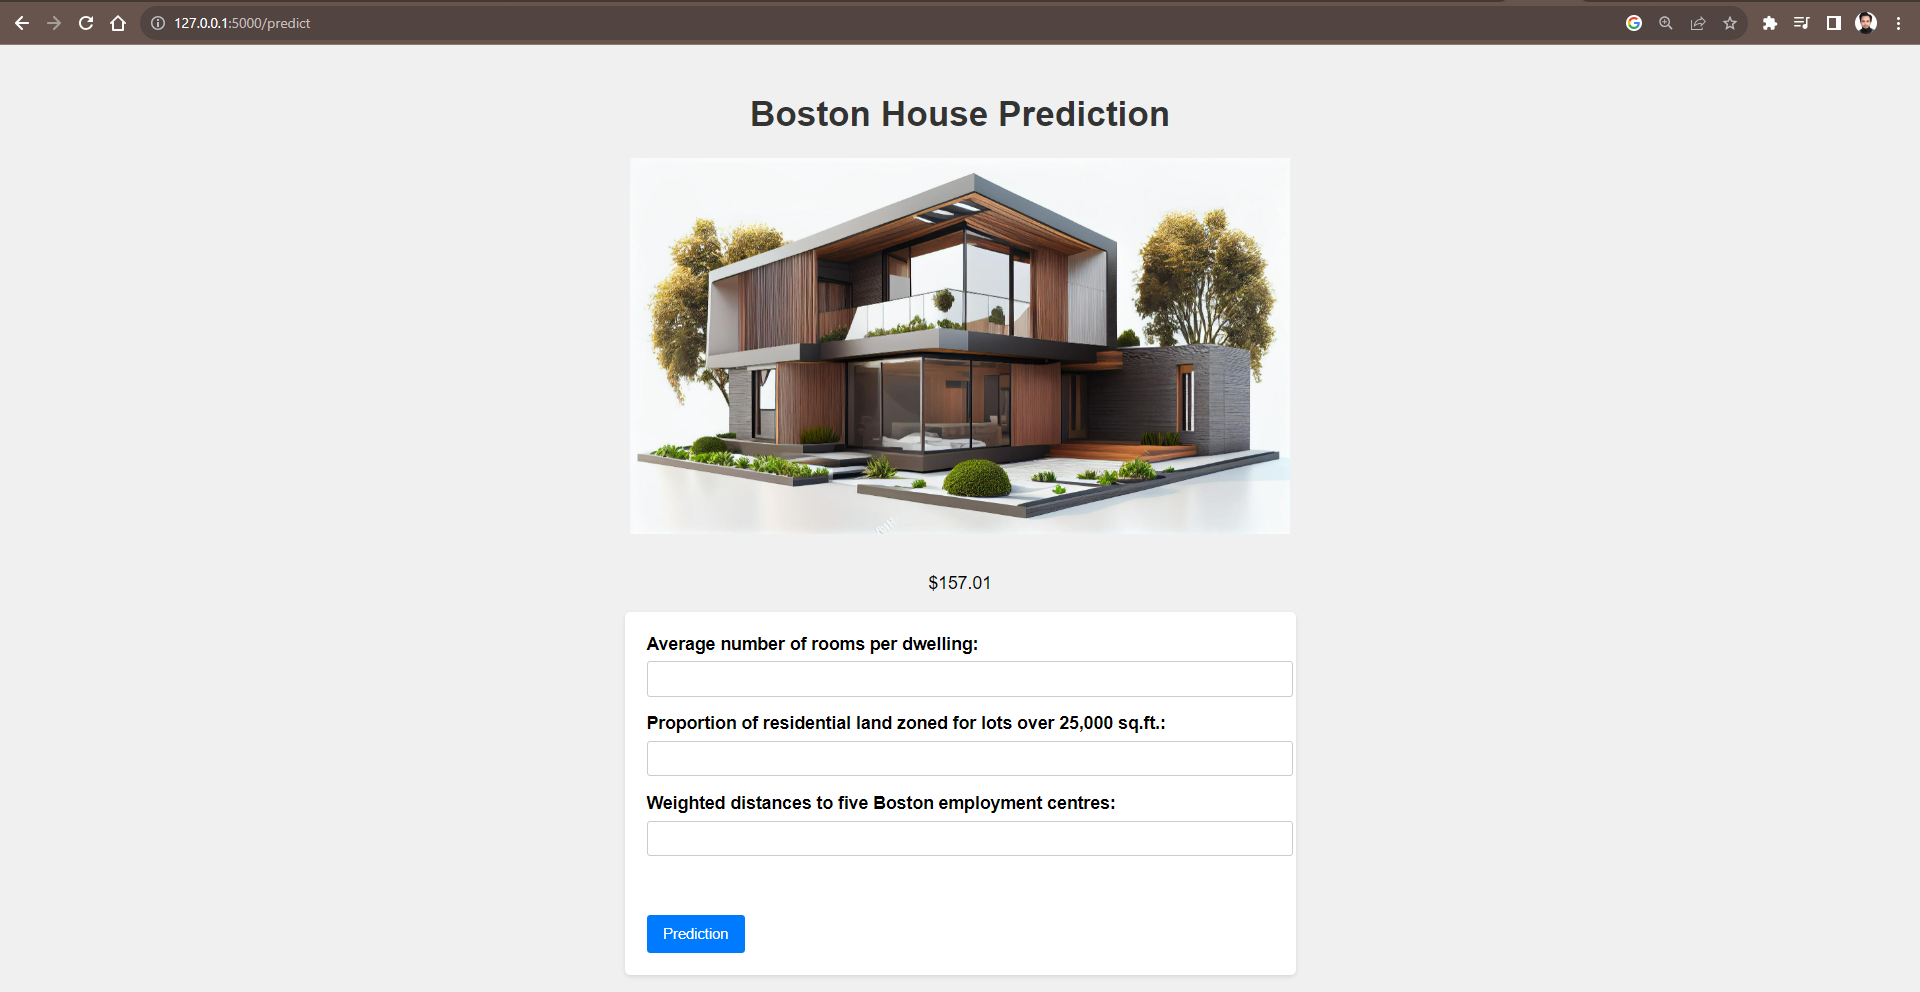 127.0.0.1:5000/predict
Boston House Prediction
$157.01
Average number of rooms per dwelling:
Proportion of residential land zoned for lots over 25,000 sq.ft.:
Weighted distances to five Boston employment centres:
Prediction